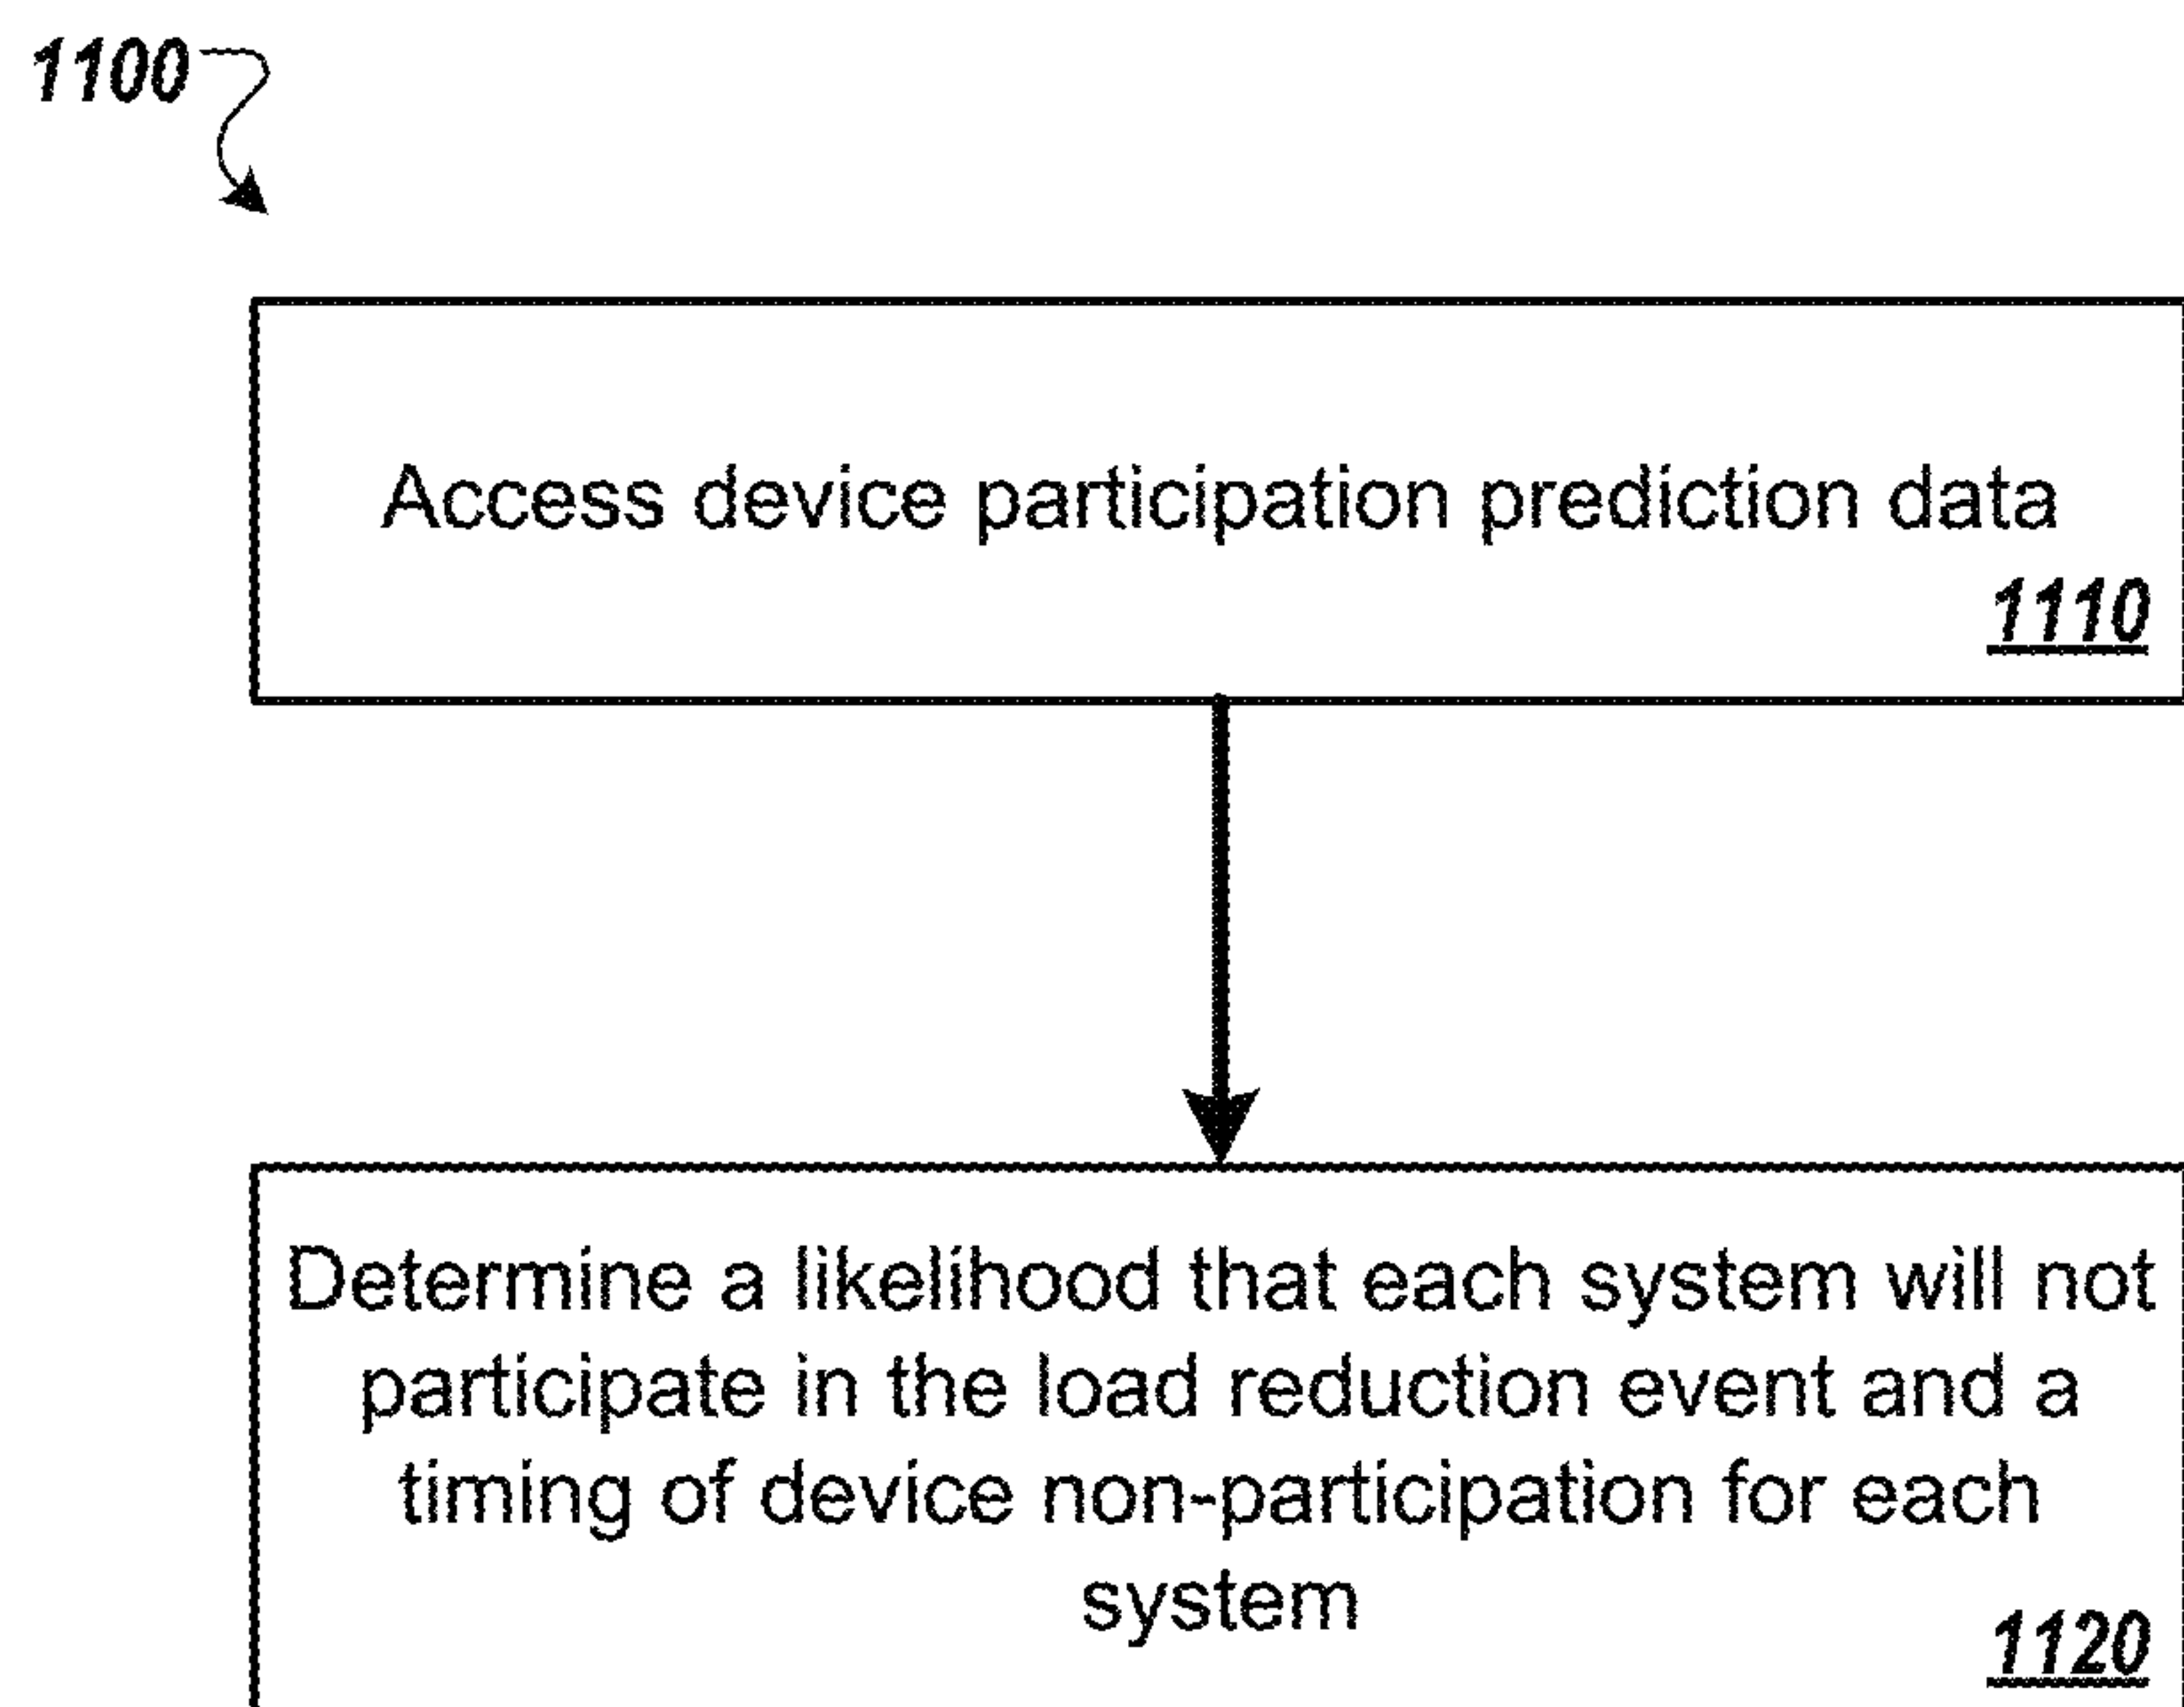 1100
Access device participation prediction data
1110
Determine a likelihood that each system will not
participate in the load reduction event and a
timing of device non-participation for each
system
1120